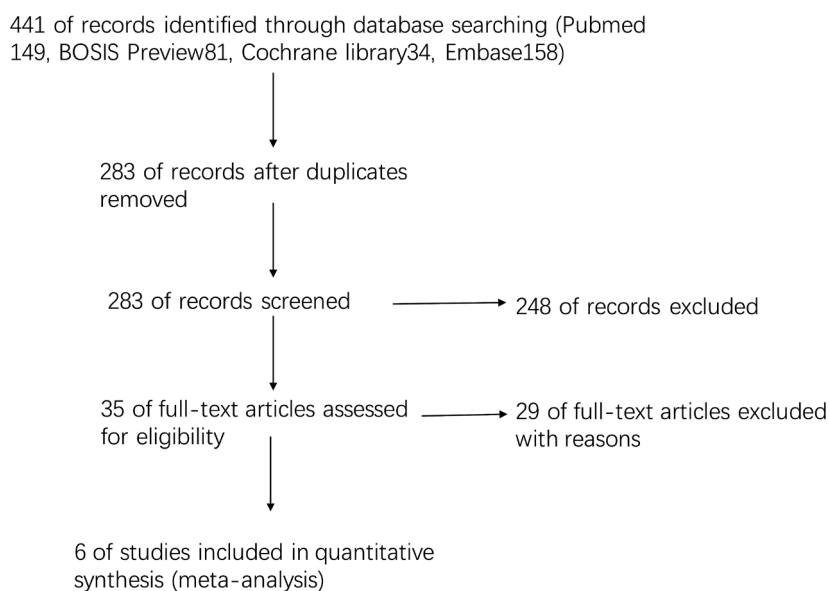 441 of records identified through database searching (Pubmed
149, BOSIS Preview81, Cochrane library34, Embase158)
283 of records after duplicates
removed
283 of records screened
248 of records excluded
35 of full-text articles assessed
for eligibility
29 of full-text articles excluded
with reasons
6 of studies included in quantitative
synthesis (meta-analysis)